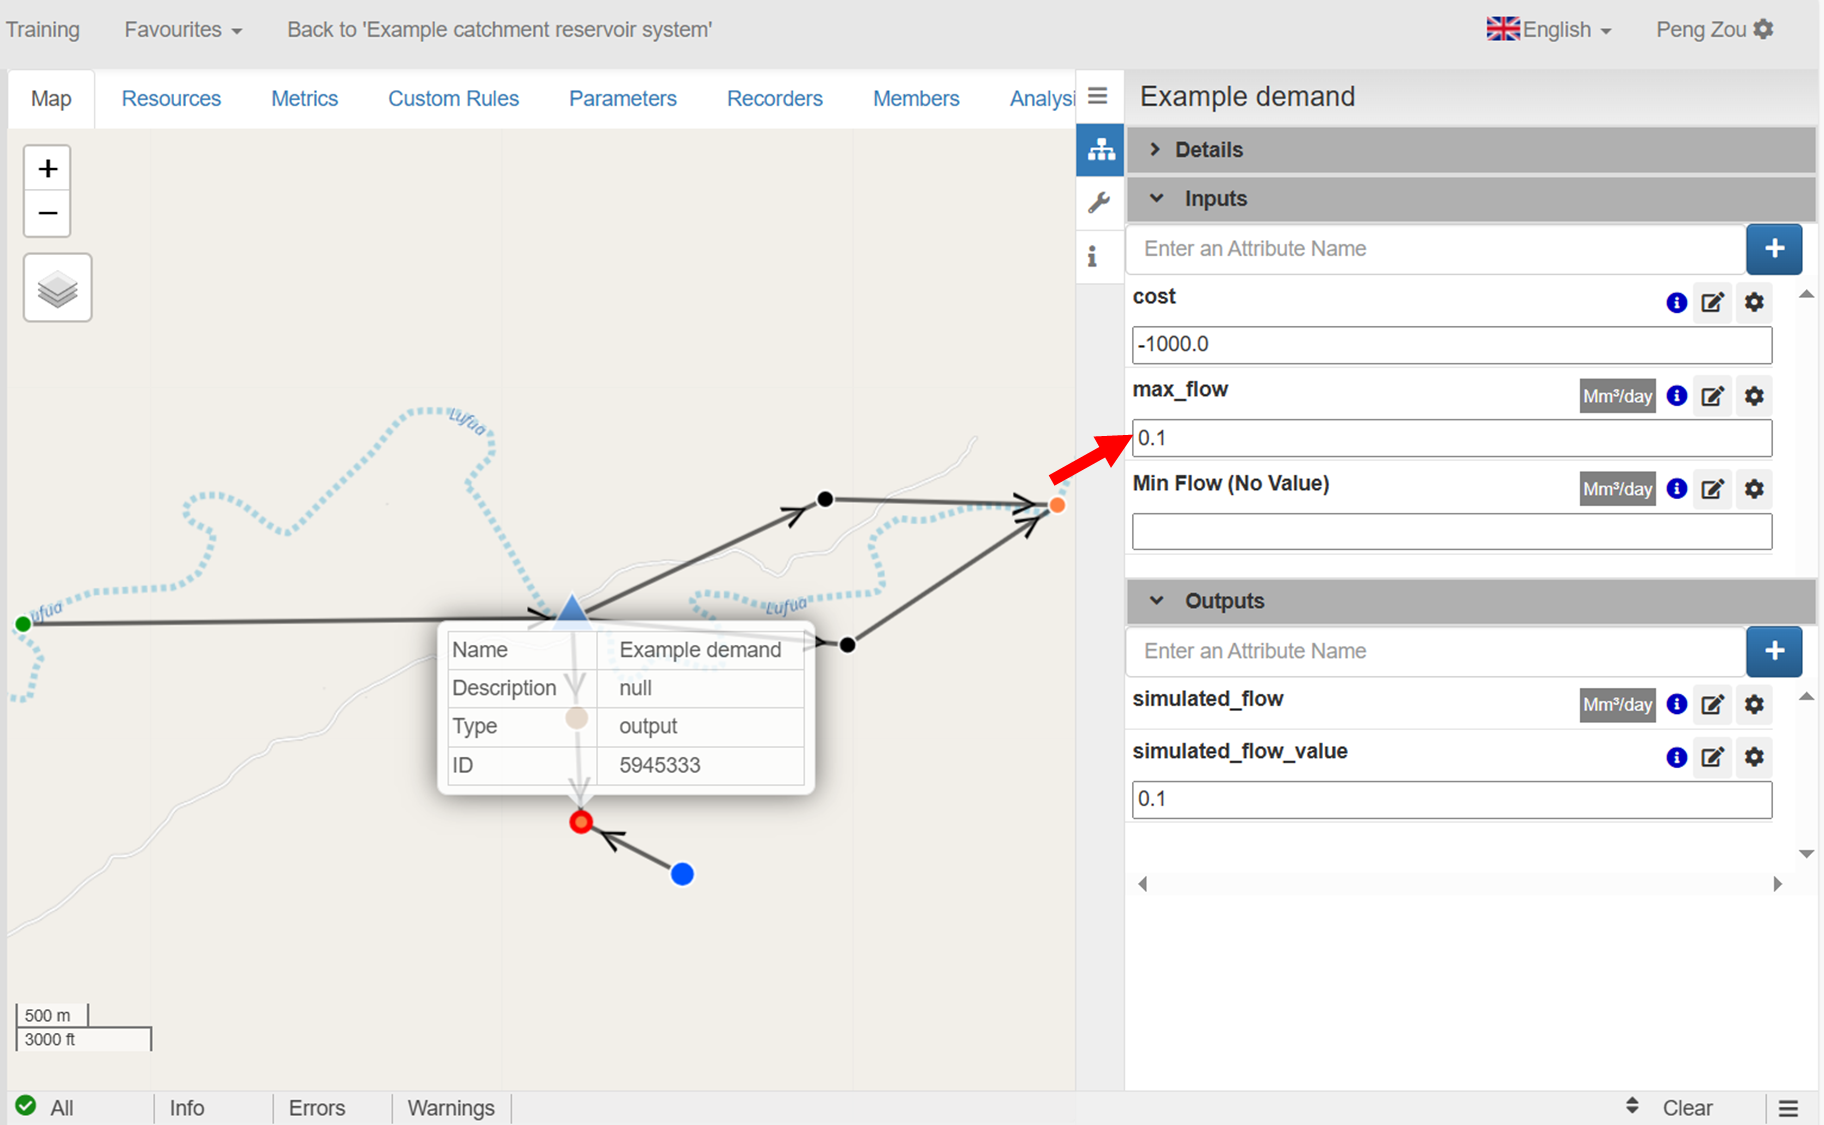 Training Favourites Back to 'Example catchment reservoir system' English Peng Zou
Map Resources Metrics Custom Rules Parameters Recorders Members Analysi
Example demand
Details
Inputs
Enter an Attribute Name
cost
-1000.0
max_flow Mm³/day
0.1
Min Flow (No Value) Mm³/day
Outputs
Enter an Attribute Name
simulated_flow Mm³/day
simulated_flow_value
0.1
+
−
Lufua
ufua
Lufua
Name Example demand
Description null
Type output
ID 5945333
500 m
3000 ft
All Info Errors Warnings Clear